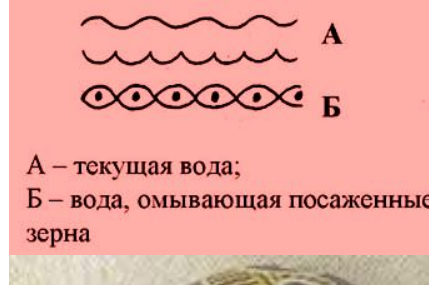 А
Б
А – текущая вода;
Б – вода, омывающая посаженные
зерна